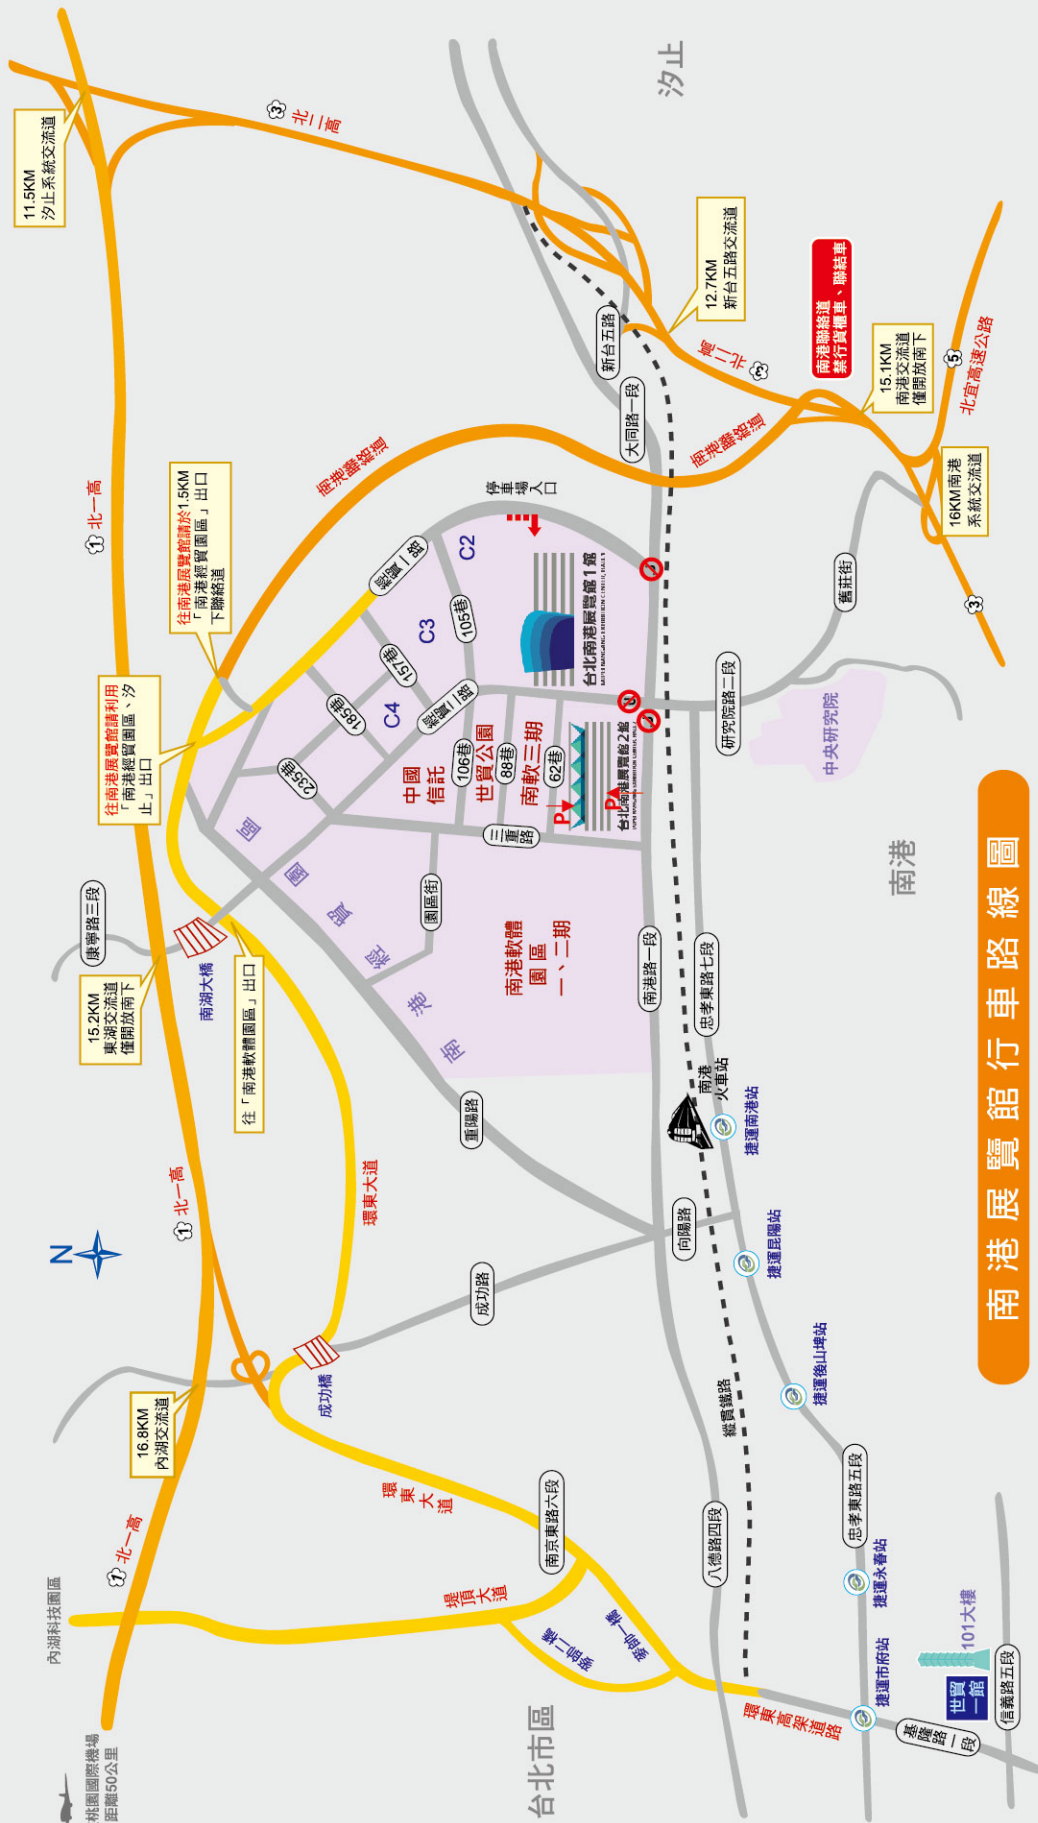 南港展覽館行車路線圖
桃園國際機場
距離50公里
內湖科技園區
北一高
1
16.8KM
內湖交流道
N
北一高
1
15.2KM
東湖交流道
僅開放南下
康寧路三段
往南港展覽館請利用
「南港經貿園區、汐
止」出口
往南港展覽館請於1.5KM
「南港經貿園區」出口
下聯絡道
北一高
1
11.5KM
汐止系統交流道
3
北二高
汐止
成功橋
環東大道
環東
大道
堤頂
大道
南京東路六段
麥帥二橋
麥帥一橋
環東高架道路
台北市區
成功路
重陽路
向陽路
往「南港軟體園區」出口
南湖大橋
南港經貿園區
南港軟體
園區
一、二期
園區街
三重路
235巷
185巷
157巷
105巷
106巷
88巷
62巷
經貿一路
經貿二路
C2
C3
C4
中國
信託
世貿公園
南軟三期
P
P
台北南港展覽館1館
台北南港展覽館2館
停車
場入口
南港聯絡道
南港聯絡道
大同路一段
新台五路
12.7KM
新台五路交流道
北二高
3
南港聯絡道
禁行貨櫃車、聯結車
15.1KM
南港交流道
僅開放南下
16KM南港
系統交流道
5
北宜高速公路
3
舊莊街
研究院路二段
中央研究院
南港
南港路一段
忠孝東路七段
南港
火車站
捷運南港站
捷運昆陽站
捷運後山埤站
縱貫鐵路
八德路四段
忠孝東路五段
捷運永春站
捷運市府站
101大樓
世貿
一館
信義路五段
基隆路
一段